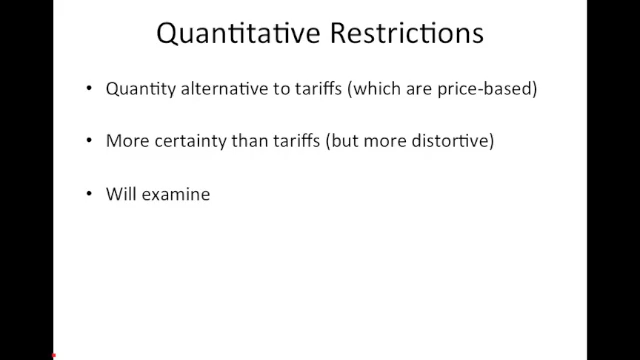 Quantitative Restrictions
• Quantity alternative to tariffs (which are price-based)
• More certainty than tariffs (but more distortive)
• Will examine